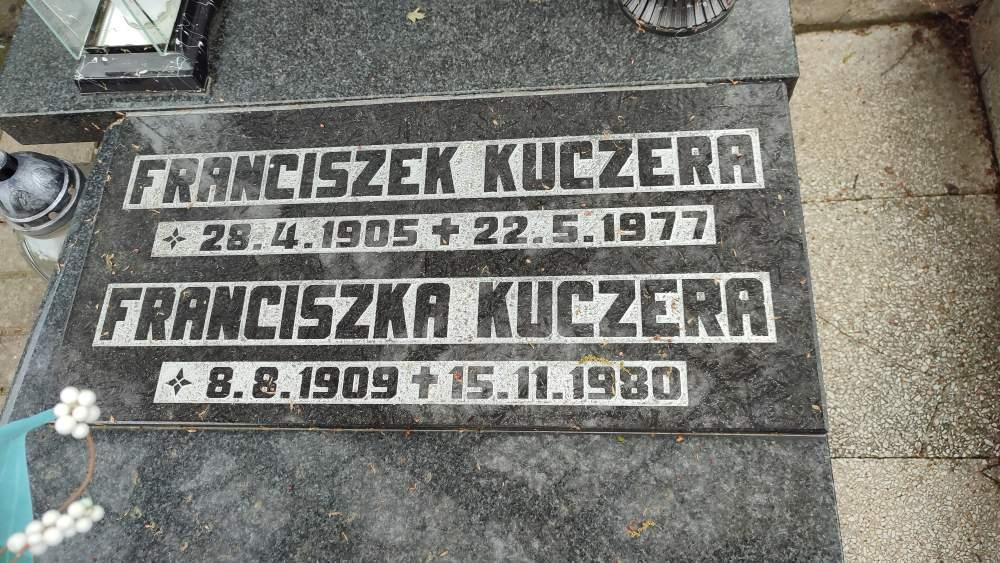 FRANCISZEK KUCZERA
✧ 28.4.1905 ✝ 22.5.1977
FRANCISZKA KUCZERA
✧ 8.8.1909 ✝ 15.11.1980